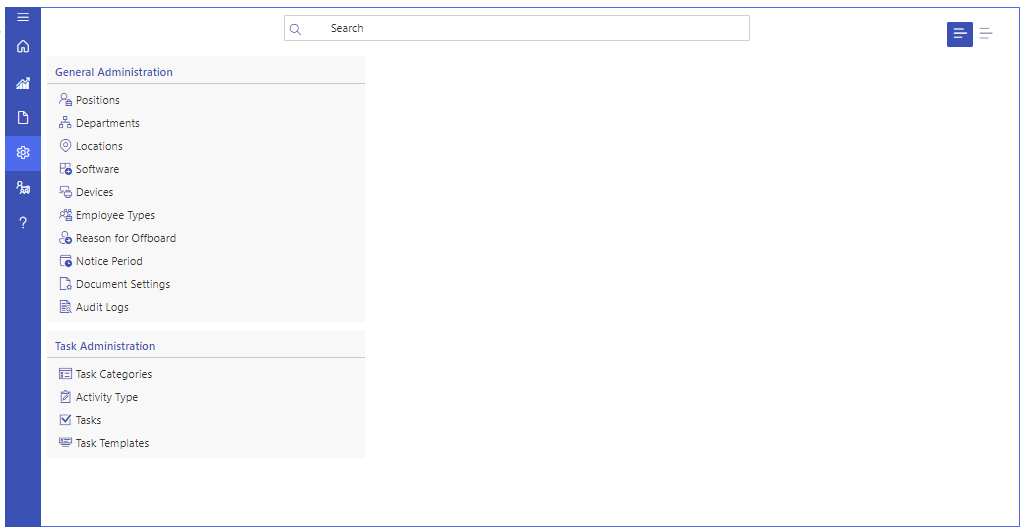 Search
General Administration
Positions
Departments
Locations
Software
Devices
Employee Types
Reason for Offboard
Notice Period
Document Settings
Audit Logs
Task Administration
Task Categories
Activity Type
Tasks
Task Templates